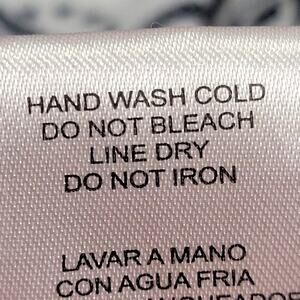 HAND WASH COLD
DO NOT BLEACH
LINE DRY
DO NOT IRON
LAVAR A MANO
CON AGUA FRIA